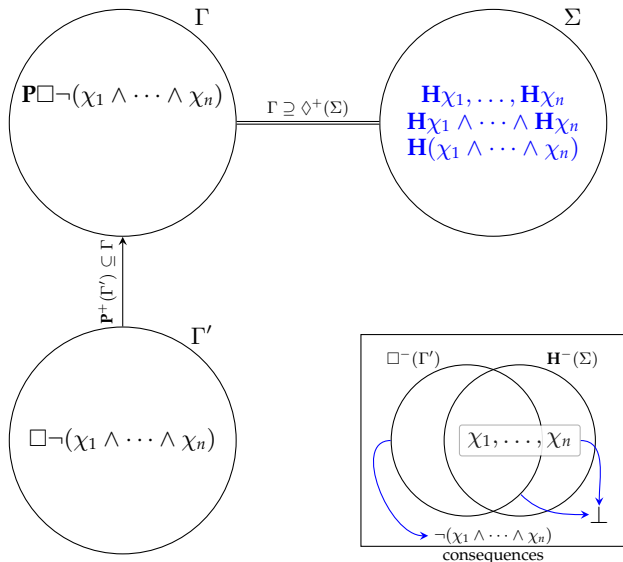 Γ
Σ
P□¬(χ₁ ∧ ⋯ ∧ χₙ)
Γ ⊇ ◊⁺(Σ)
Hχ₁, …, Hχₙ
Hχ₁ ∧ ⋯ ∧ Hχₙ
H(χ₁ ∧ ⋯ ∧ χₙ)
P⁺(Γ′) ⊆ Γ
Γ′
□¬(χ₁ ∧ ⋯ ∧ χₙ)
□⁻(Γ′)
H⁻(Σ)
χ₁, …, χₙ
⊥
¬(χ₁ ∧ ⋯ ∧ χₙ)
consequences